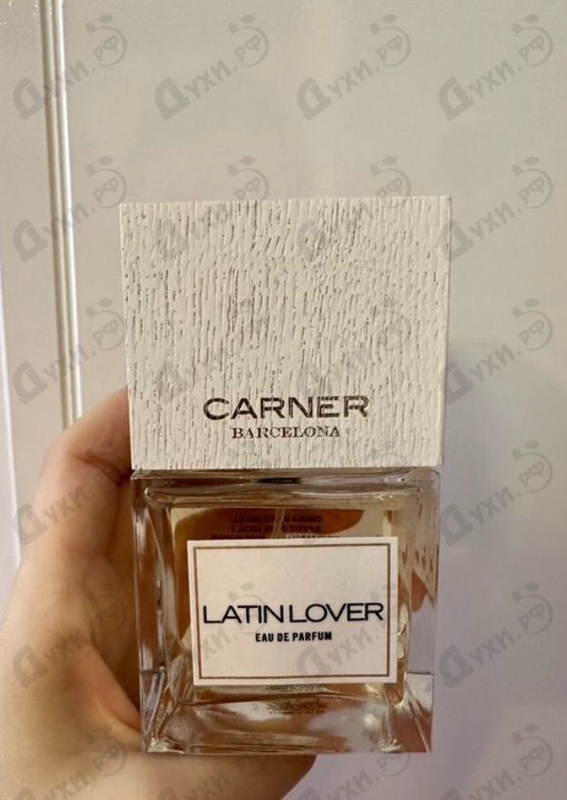 CARNER
BARCELONA
LATIN LOVER
EAU DE PARFUM
Духи.РФ